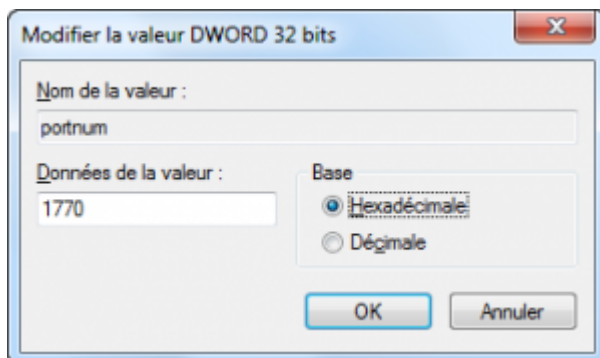 Modifier la valeur DWORD 32 bits
Nom de la valeur :
portnum
Données de la valeur :
1770
Base
Hexadécimale
Décimale
OK
Annuler